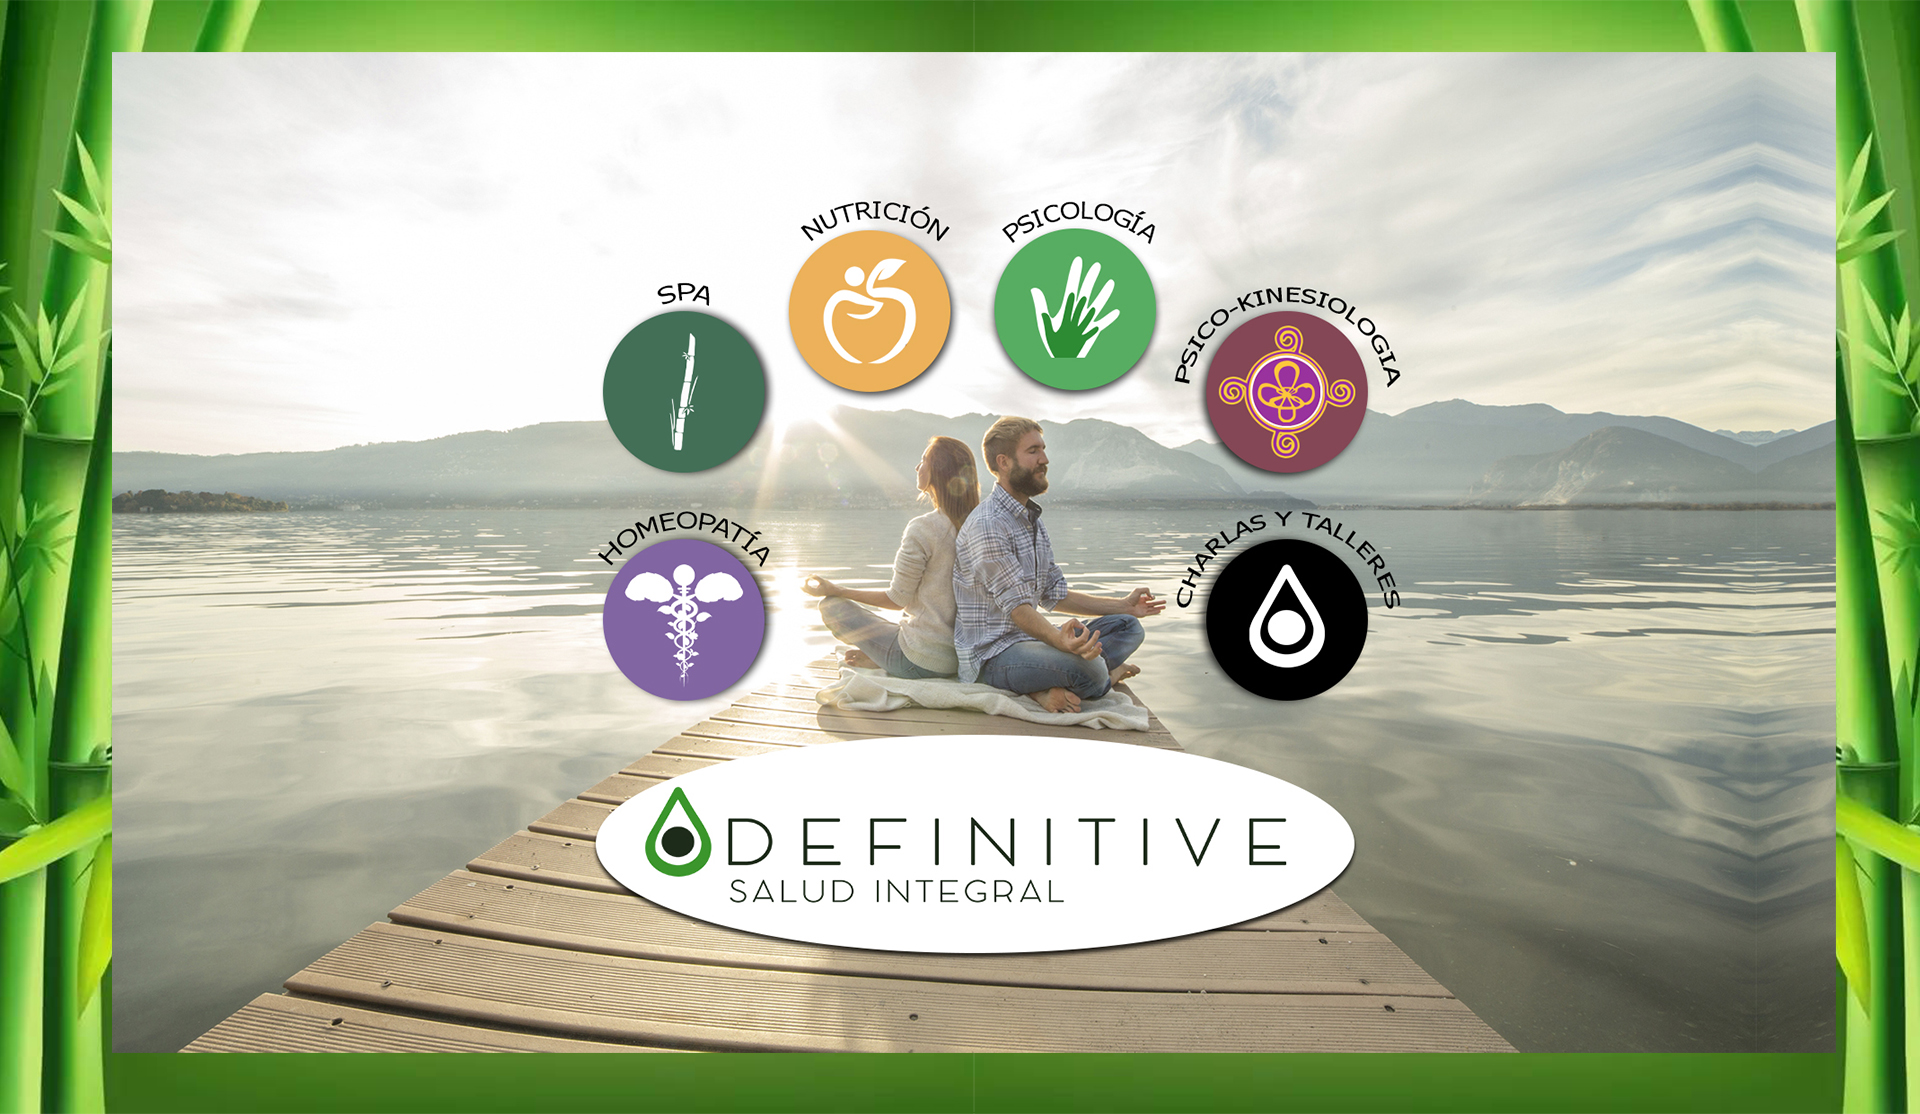 NUTRICIÓN
PSICOLOGÍA
SPA
PSICO-KINESIOLOGIA
HOMEOPATÍA
CHARLAS Y TALLERES
DEFINITIVE
SALUD INTEGRAL